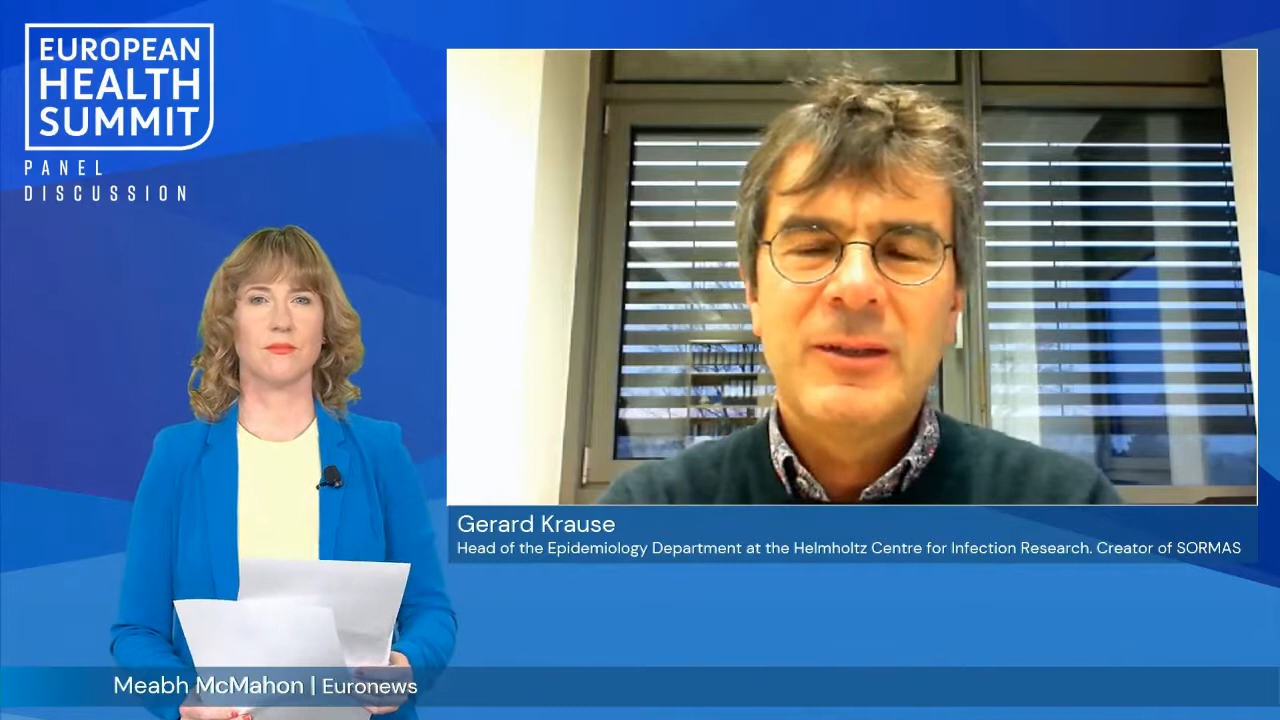 EUROPEAN
HEALTH
SUMMIT
PANEL
DISCUSSION
Gerard Krause
Head of the Epidemiology Department at the Helmholtz Centre for Infection Research. Creator of SORMAS
Meabh McMahon | Euronews